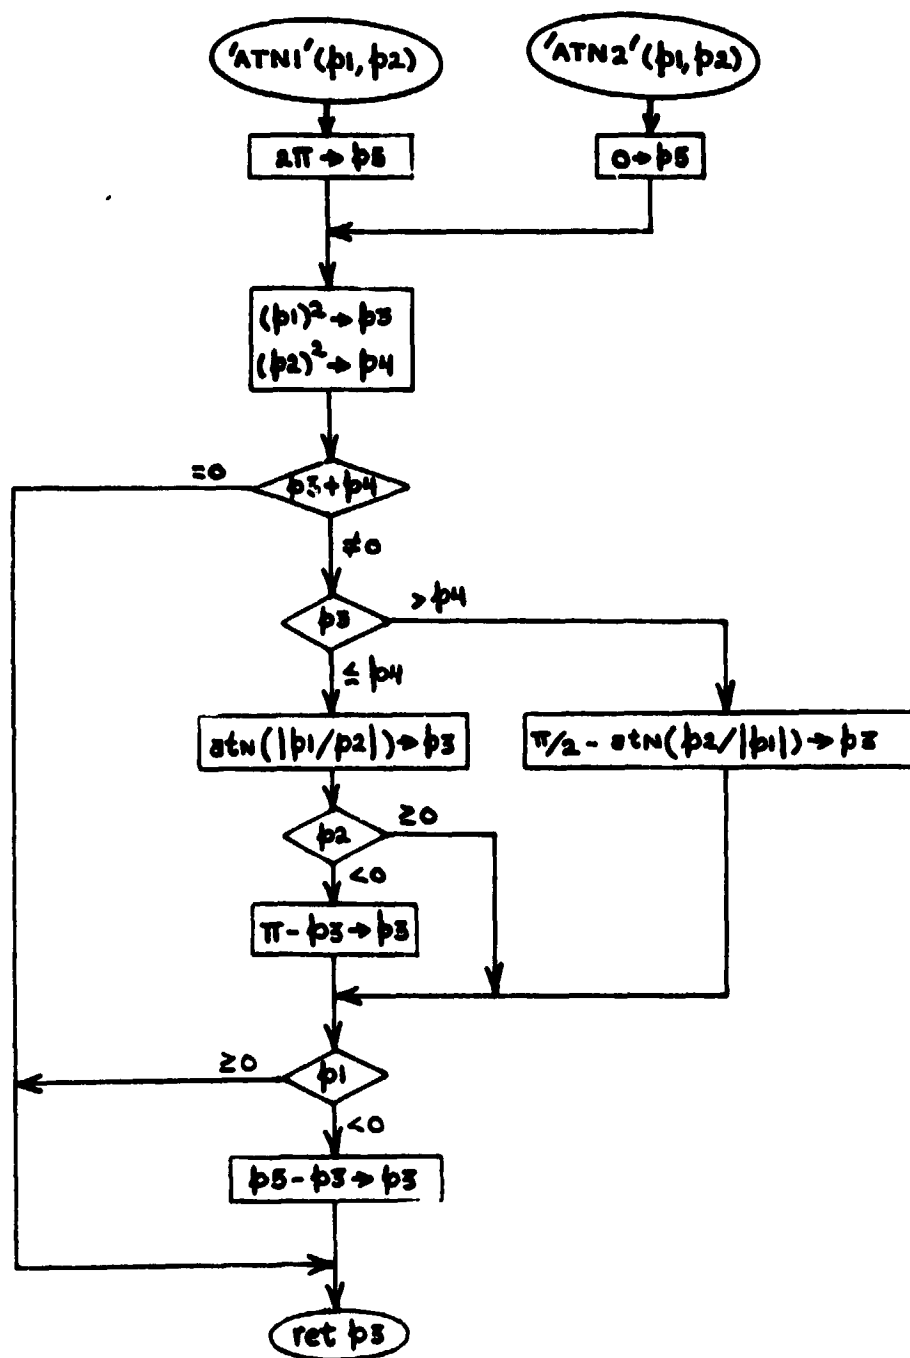 'ATN1'(p1,p2)
'ATN2'(p1,p2)
2π→p5
0→p5
(p1)²→p3
(p2)²→p4
=0
p3+p4
≠0
p3
>p4
≤p4
atN(|p1/p2|)→p3
π/2-atN(p2/|p1|)→p3
p2
≥0
<0
π-p3→p3
≥0
p1
<0
p5-p3→p3
ret p3